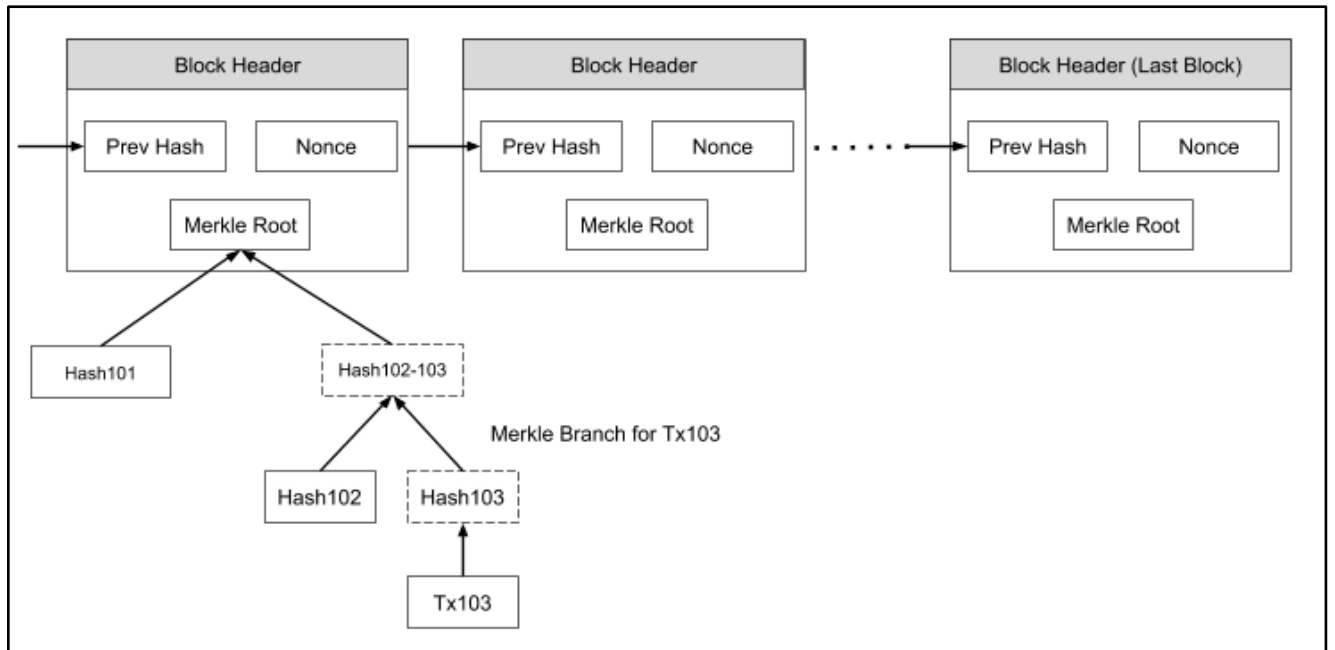 Block Header
Block Header
Block Header (Last Block)
Prev Hash
Nonce
Prev Hash
Nonce
Prev Hash
Nonce
Merkle Root
Merkle Root
Merkle Root
Hash101
Hash102-103
Merkle Branch for Tx103
Hash102
Hash103
Tx103